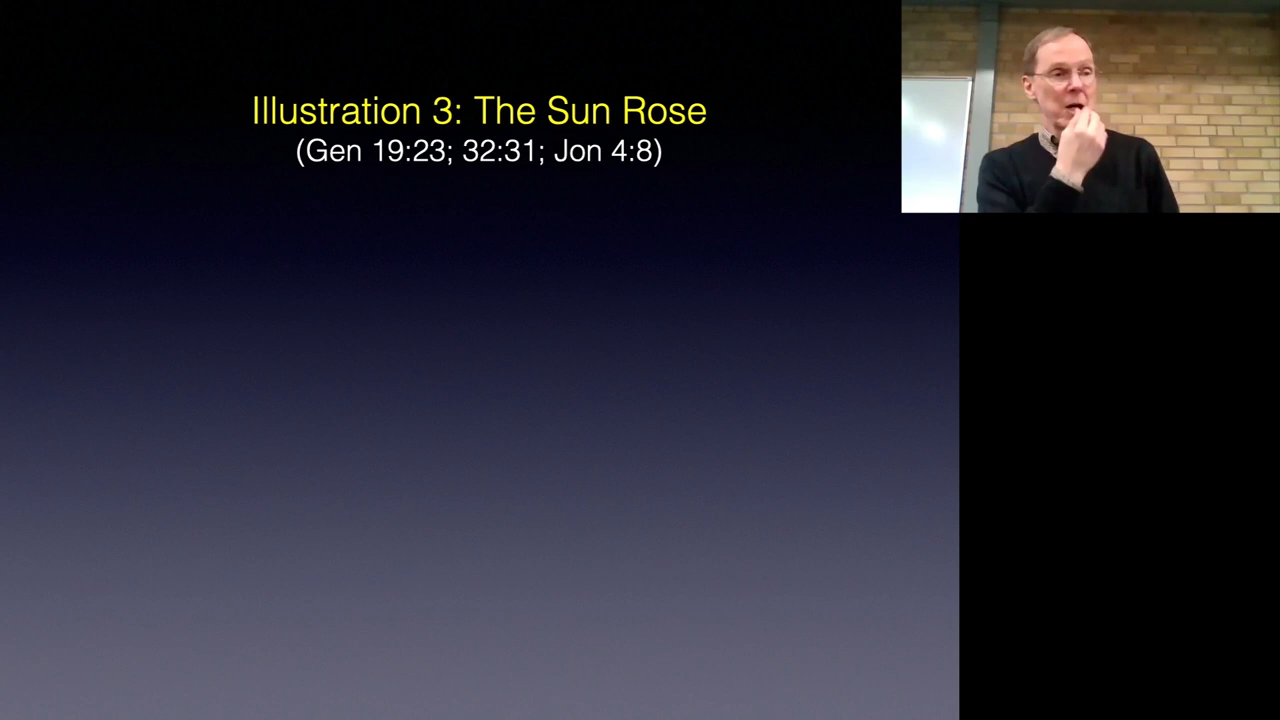 Illustration 3: The Sun Rose
(Gen 19:23; 32:31; Jon 4:8)